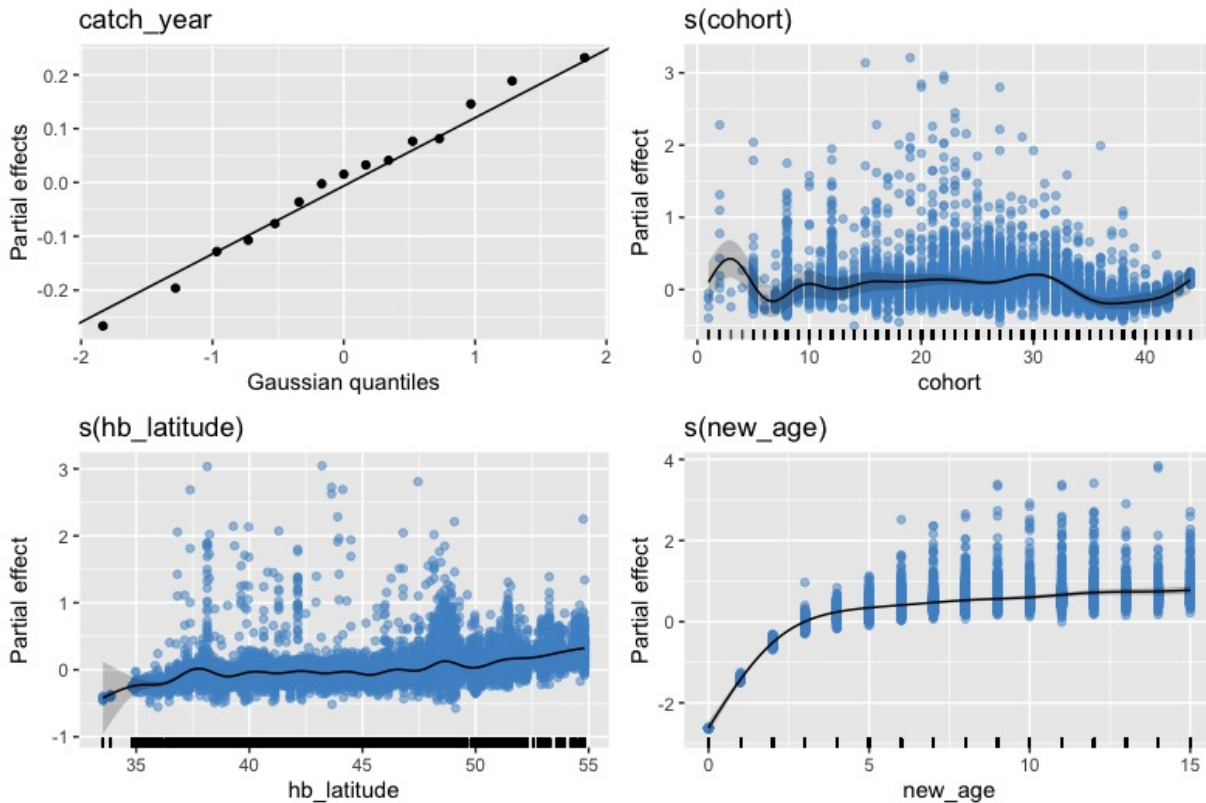 catch_year
0.2
0.1
0.0
-0.1
-0.2
Partial effects
-2 -1 0 1 2
Gaussian quantiles
s(cohort)
3
2
1
0
Partial effect
0 10 20 30 40
cohort
s(hb_latitude)
3
2
1
0
-1
Partial effect
35 40 45 50 55
hb_latitude
s(new_age)
4
2
0
-2
Partial effect
0 5 10 15
new_age